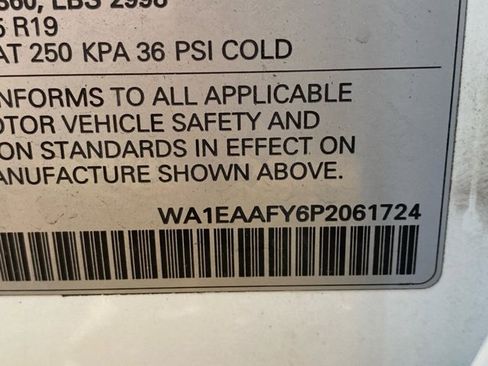 360, LBS 2998
5 R19
AT 250 KPA 36 PSI COLD
NFORMS TO ALL APPLICABLE
OTOR VEHICLE SAFETY AND
ON STANDARDS IN EFFECT ON
ANUFACTURE SHOWN ABOVE.
WA1EAAFY6P2061724